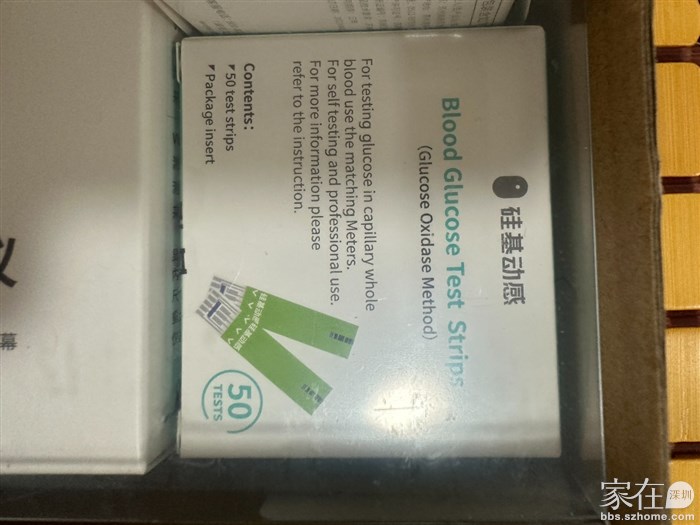 硅基动感
Blood Glucose Test Strips
(Glucose Oxidase Method)
For testing glucose in capillary whole
blood use the matching Meters.
For self testing and professional use.
For more information please
refer to the instruction.
Contents:
50 test strips
Package insert
50
TESTS
仪
幕
家在
深圳
bbs.szhome.com